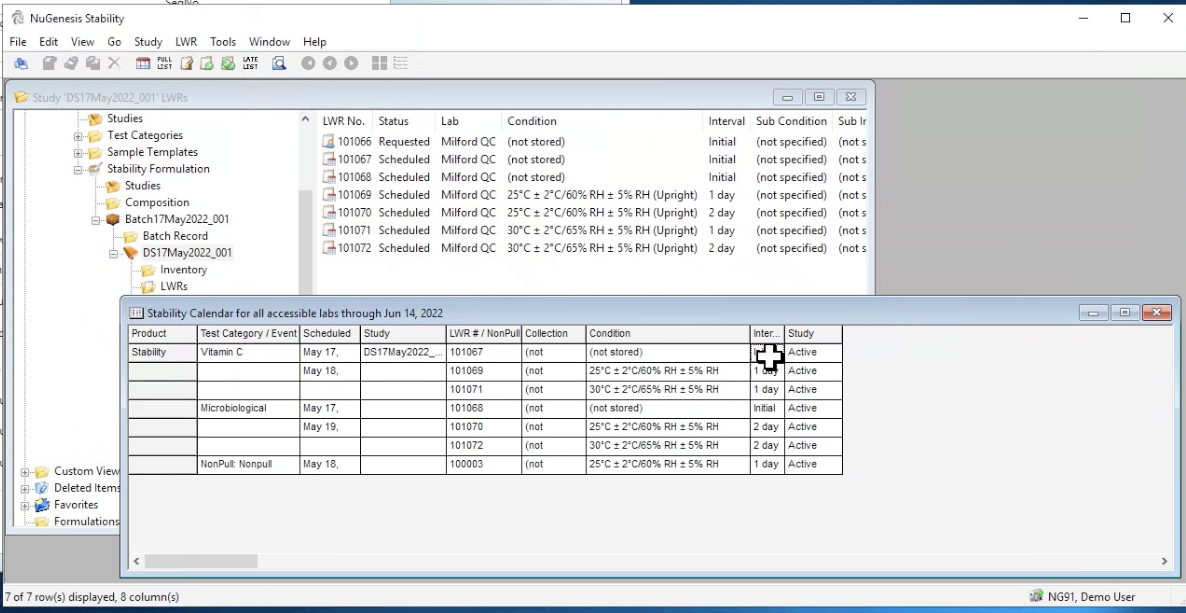 SeqNo
NuGenesis Stability
File Edit View Go Study LWR Tools Window Help
FULL LIST LATE LIST
Study 'DS17May2022_001' LWRs
Studies
Test Categories
Sample Templates
Stability Formulation
Studies
Composition
Batch17May2022_001
Batch Record
DS17May2022_001
Inventory
LWRs
Custom View
Deleted Items
Favorites
Formulations
LWR No. Status Lab Condition Interval Sub Condition Sub Ir
101066 Requested Milford QC (not stored) Initial (not specified) (not s
101067 Scheduled Milford QC (not stored) Initial (not specified) (not s
101068 Scheduled Milford QC (not stored) Initial (not specified) (not s
101069 Scheduled Milford QC 25°C ± 2°C/60% RH ± 5% RH (Upright) 1 day (not specified) (not s
101070 Scheduled Milford QC 25°C ± 2°C/60% RH ± 5% RH (Upright) 2 day (not specified) (not s
101071 Scheduled Milford QC 30°C ± 2°C/65% RH ± 5% RH (Upright) 1 day (not specified) (not s
101072 Scheduled Milford QC 30°C ± 2°C/65% RH ± 5% RH (Upright) 2 day (not specified) (not s
Stability Calendar for all accessible labs through Jun 14, 2022
Product Test Category / Event Scheduled Study LWR # / NonPull Collection Condition Inter... Study
Stability Vitamin C May 17, DS17May2022_... 101067 (not (not stored) Active
May 18, 101069 (not 25°C ± 2°C/60% RH ± 5% RH 1 day Active
101071 (not 30°C ± 2°C/65% RH ± 5% RH 1 day Active
Microbiological May 17, 101068 (not (not stored) Initial Active
May 19, 101070 (not 25°C ± 2°C/60% RH ± 5% RH 2 day Active
101072 (not 30°C ± 2°C/65% RH ± 5% RH 2 day Active
NonPull: Nonpull May 18, 100003 (not 25°C ± 2°C/60% RH ± 5% RH 1 day Active
7 of 7 row(s) displayed, 8 column(s)
NG91, Demo User